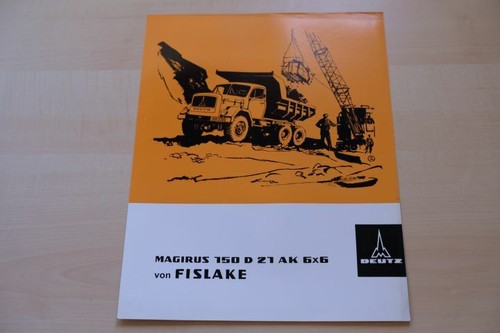 MAGIRUS 150 D 21 AK 6x6
von FISLAKE
DEUTZ